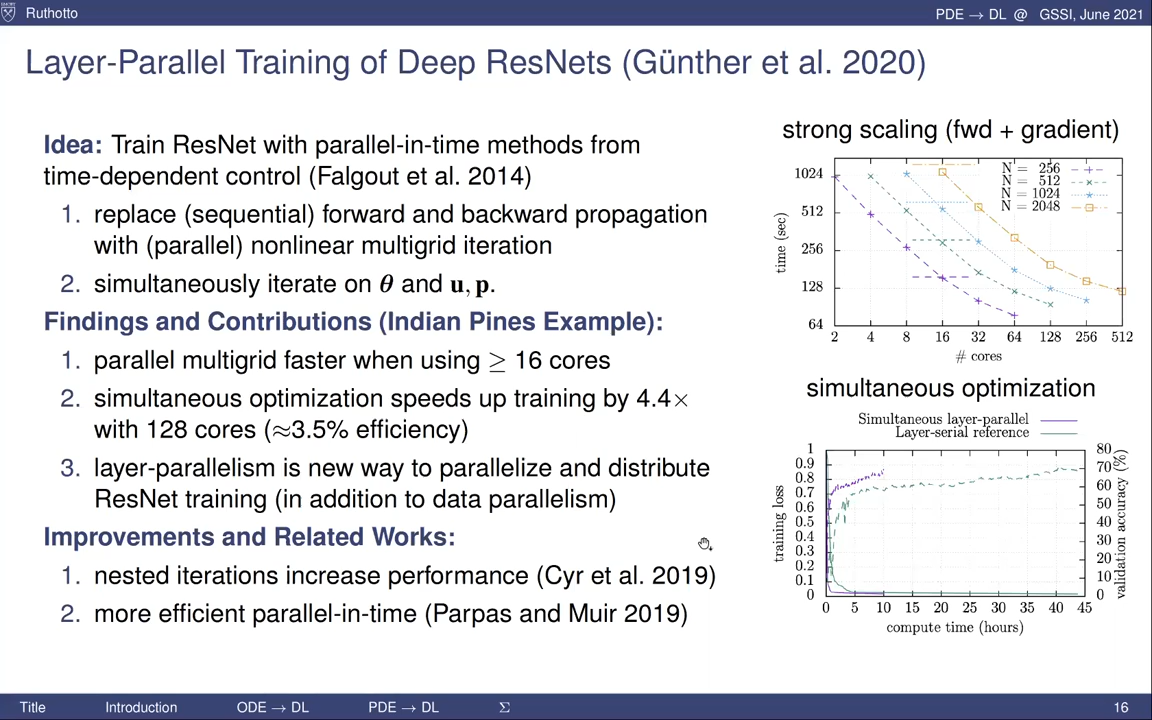 Ruthotto
PDE → DL @ GSSI, June 2021
Layer-Parallel Training of Deep ResNets (Günther et al. 2020)
Idea: Train ResNet with parallel-in-time methods from
time-dependent control (Falgout et al. 2014)
1. replace (sequential) forward and backward propagation
with (parallel) nonlinear multigrid iteration
2. simultaneously iterate on θ and u, p.
Findings and Contributions (Indian Pines Example):
1. parallel multigrid faster when using ≥ 16 cores
2. simultaneous optimization speeds up training by 4.4×
with 128 cores (≈3.5% efficiency)
3. layer-parallelism is new way to parallelize and distribute
ResNet training (in addition to data parallelism)
Improvements and Related Works:
1. nested iterations increase performance (Cyr et al. 2019)
2. more efficient parallel-in-time (Parpas and Muir 2019)
strong scaling (fwd + gradient)
N = 256
N = 512
N = 1024
N = 2048
time (sec)
1024
512
256
128
64
2 4 8 16 32 64 128 256 512
# cores
simultaneous optimization
Simultaneous layer-parallel
Layer-serial reference
training loss
1
0.9
0.8
0.7
0.6
0.5
0.4
0.3
0.2
0.1
0
80
70
60
50
40
30
20
10
0
validation accuracy (%)
0 5 10 15 20 25 30 35 40 45
compute time (hours)
Title Introduction ODE → DL PDE → DL Σ
16